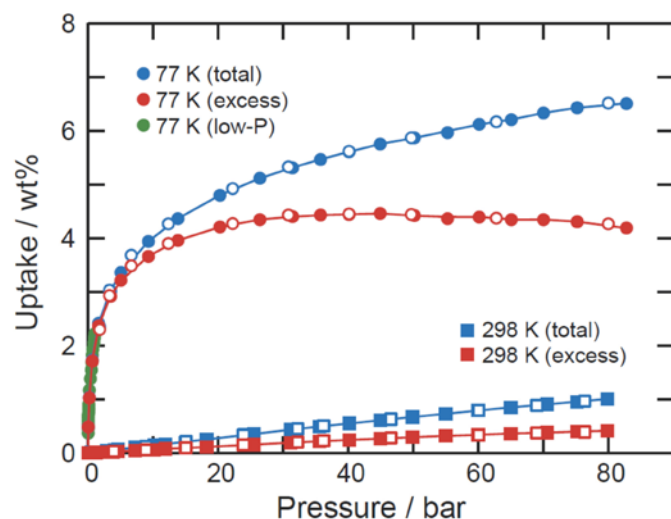 8
77 K (total)
77 K (excess)
77 K (low-P)
6
Uptake / wt%
4
2
298 K (total)
298 K (excess)
0
0 20 40 60 80
Pressure / bar